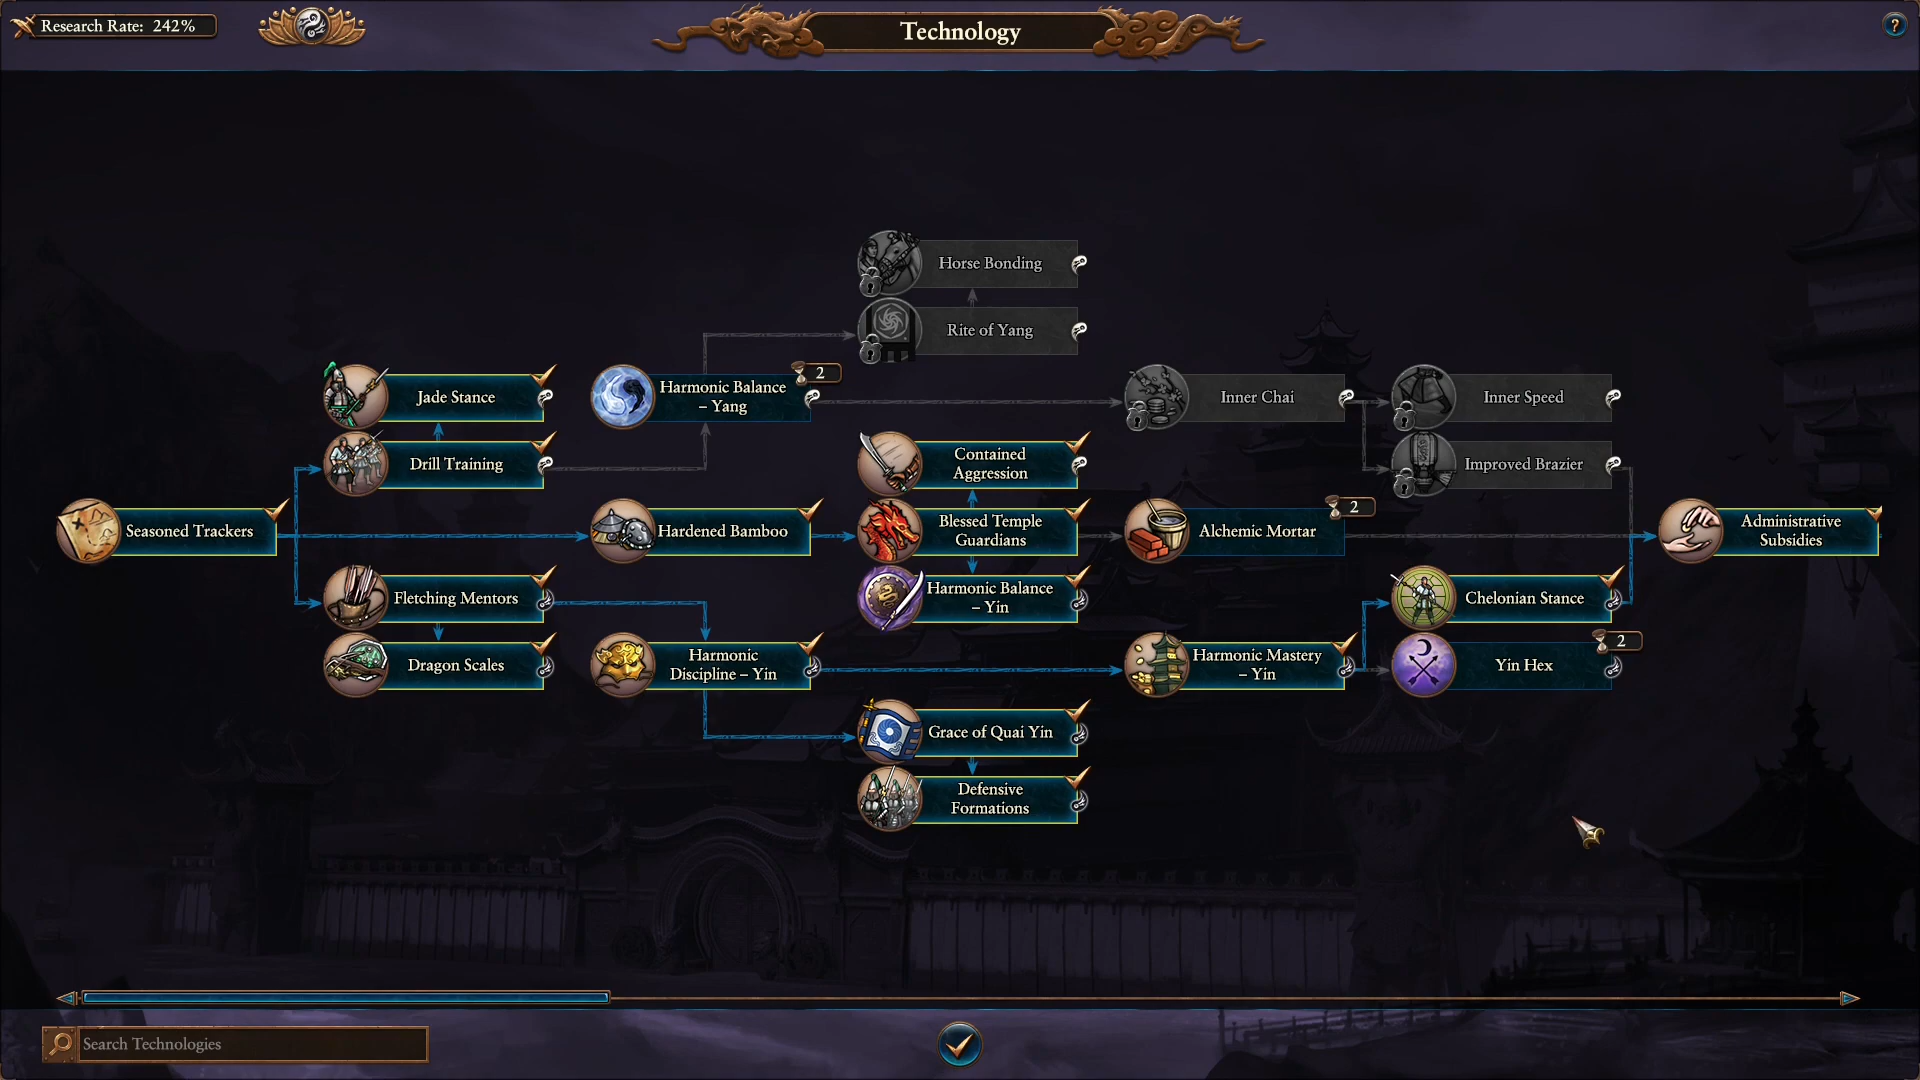 Research Rate: 242%
Technology
?
Horse Bonding
Rite of Yang
Jade Stance
Harmonic Balance
– Yang
2
Inner Chai
Inner Speed
Drill Training
Contained
Aggression
Improved Brazier
Seasoned Trackers
Hardened Bamboo
Blessed Temple
Guardians
Alchemic Mortar
2
Administrative
Subsidies
Fletching Mentors
Harmonic Balance
– Yin
Chelonian Stance
Dragon Scales
Harmonic
Discipline – Yin
Harmonic Mastery
– Yin
Yin Hex
2
Grace of Quai Yin
Defensive
Formations
Search Technologies